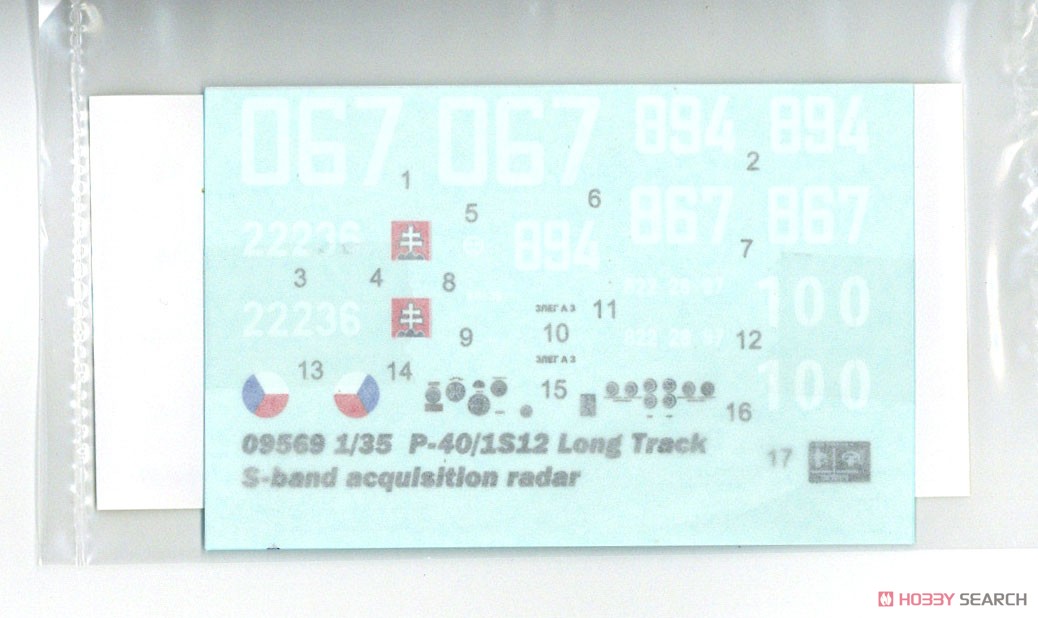 067 067 894 894
1 2
6
5
867 867
22236 894
7
3 4 8
100
ЗЛЕГ А З 11
22236 10
9 12
ЗЛЕГ А З
13 14 100
15
16
09569 1/35 P-40/1S12 Long Track
17
S-band acquisition radar
HOBBY SEARCH